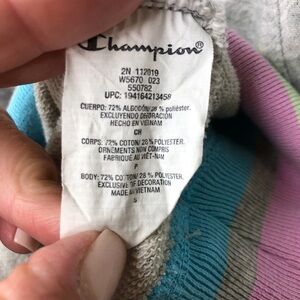 Champion®
2N 112019
W5670 023
550782
UPC: 194164213458
CUERPO: 72% ALGODÓN/28 % poliéster.
EXCLUYENDO DECORACIÓN
HECHO EN VIETNAM
CH
CORPS: 72% COTON/28 % POLYESTER.
ORNEMENTS NON COMPRIS
FABRIQUÉ AU VIÊT-NAM
P
BODY: 72% COTTON/28 % POLYESTER.
EXCLUSIVE OF DECORATION
MADE IN VIETNAM
S